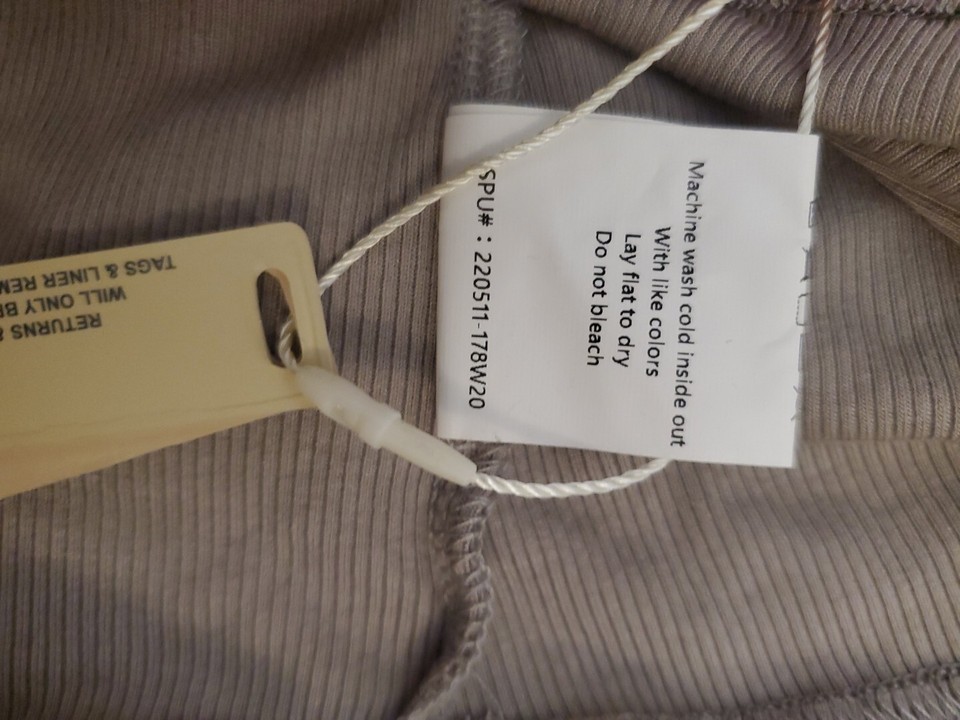 Machine wash cold inside out
With like colors
Lay flat to dry
Do not bleach
SPU# : 220511-178W20
RETURNS &
WILL ONLY
TAGS & LINER